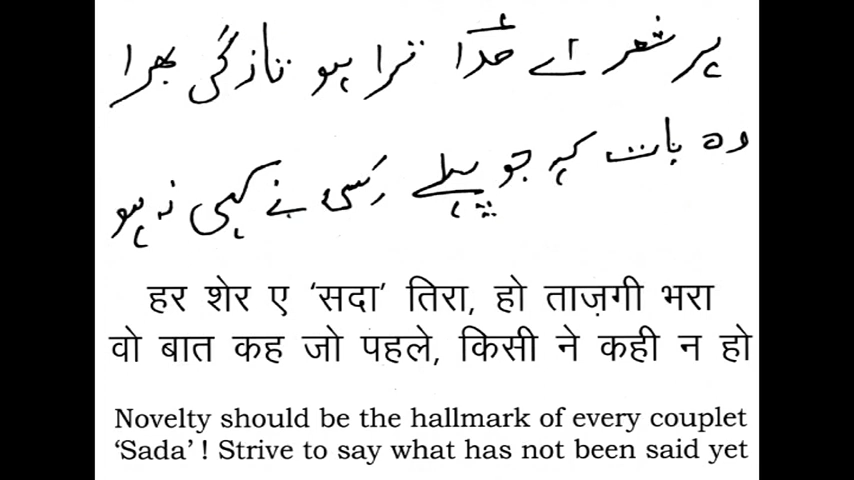 ہر شعر اے صدؔا ترا ہو تازگی بھرا
وہ بات کہہ جو پہلے کِسی نے کہی نہ ہو
हर शेर ए ‘सदा’ तिरा, हो ताज़गी भरा
वो बात कह जो पहले, किसी ने कही न हो
Novelty should be the hallmark of every couplet
‘Sada’ ! Strive to say what has not been said yet